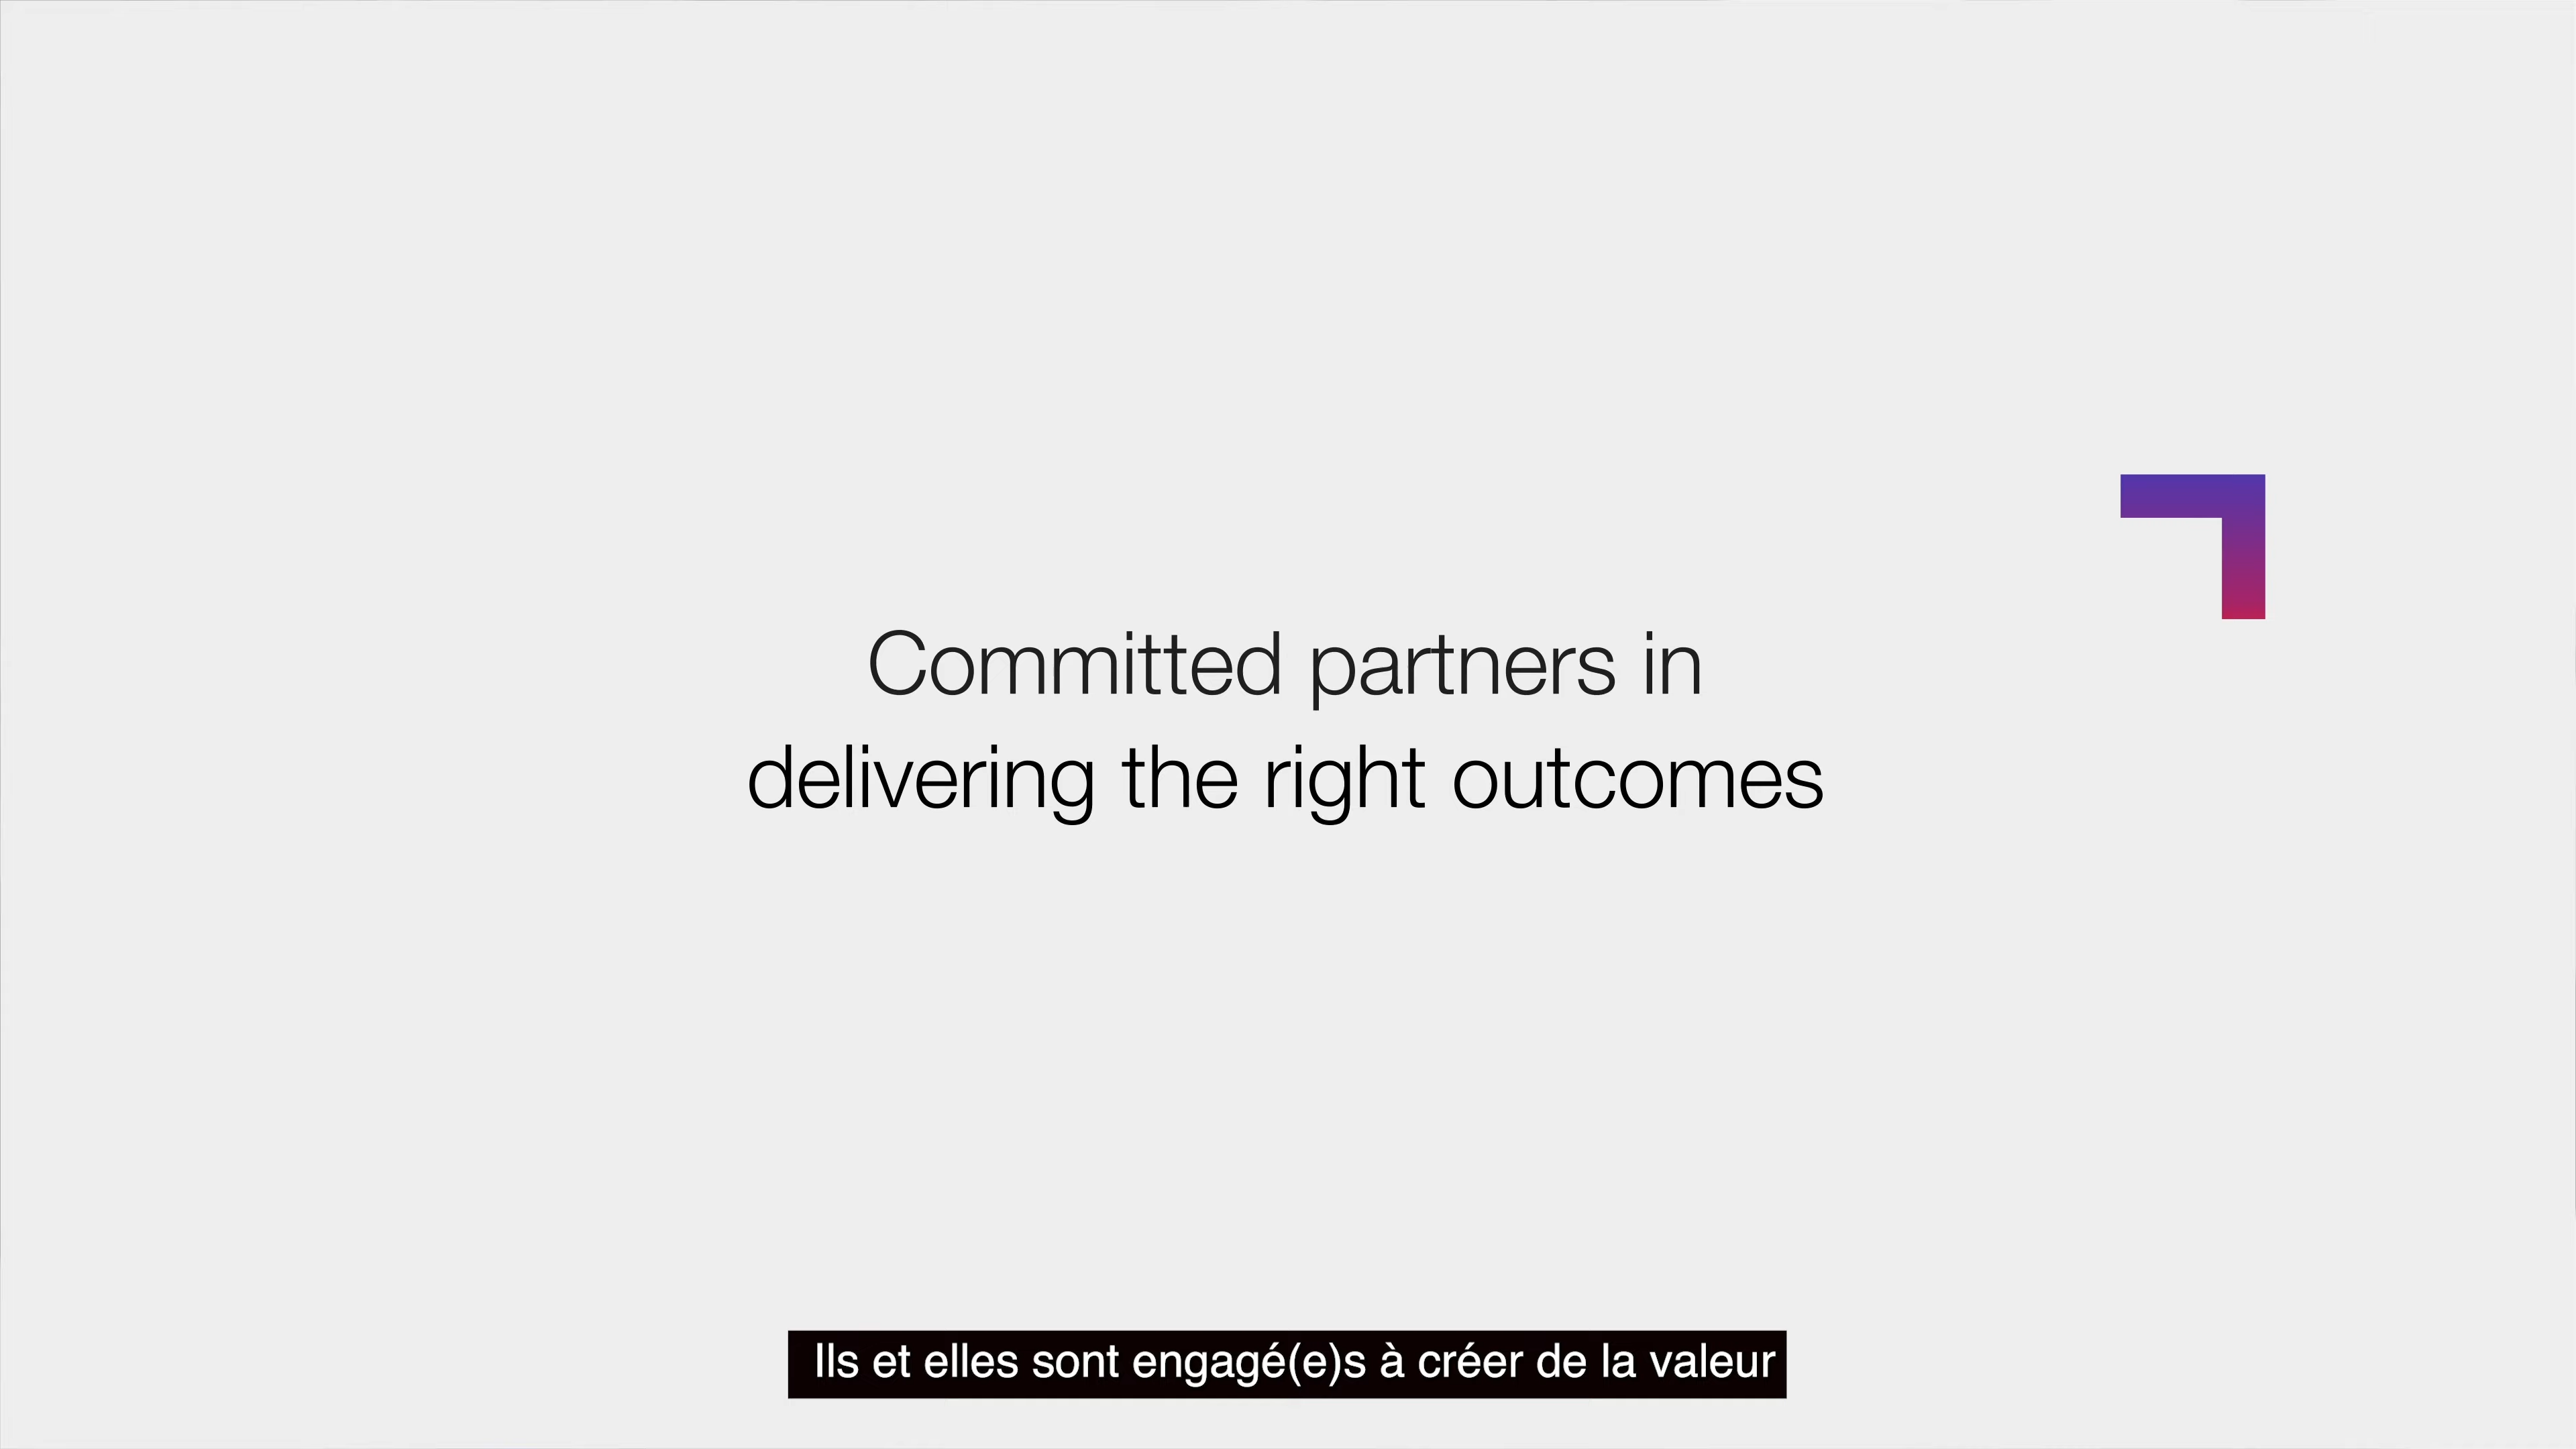 Committed partners in
delivering the right outcomes
Ils et elles sont engagé(e)s à créer de la valeur